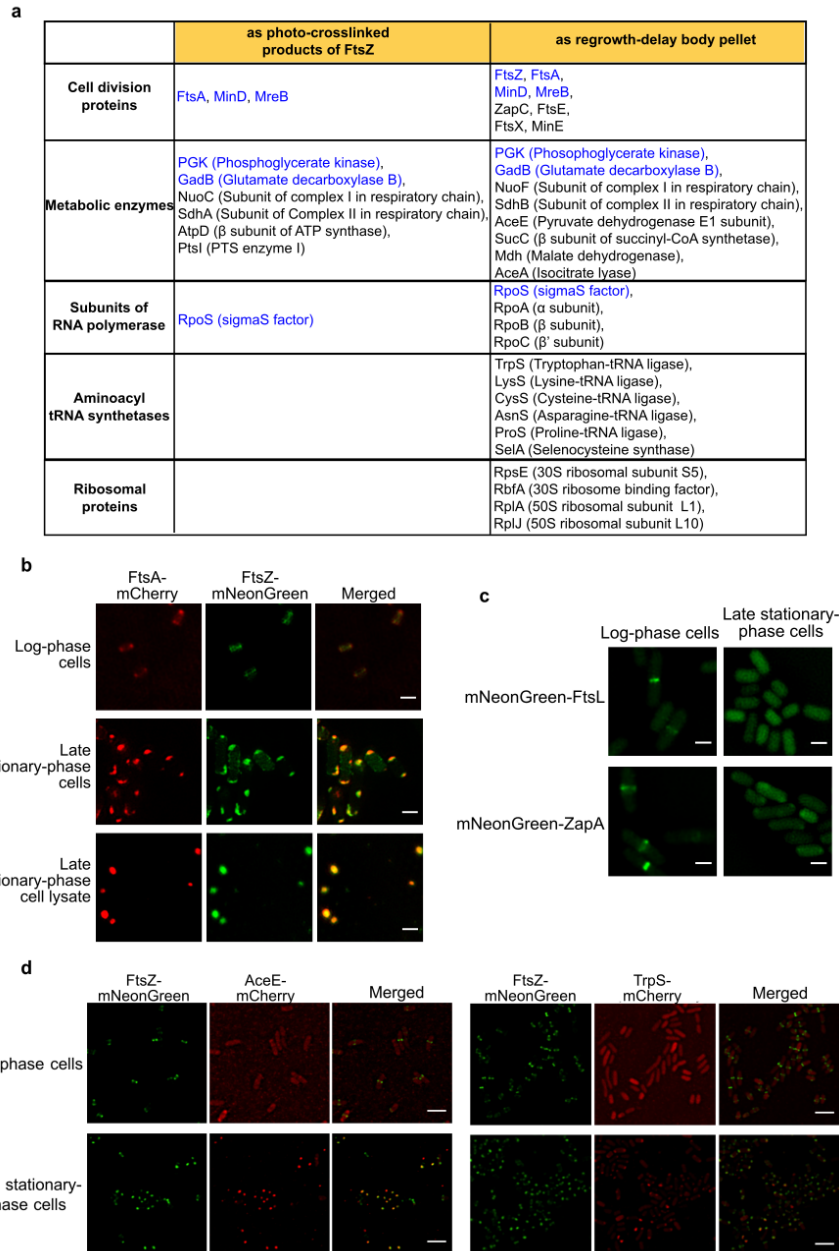 a
as photo-crosslinked
products of FtsZ
as regrowth-delay body pellet
Cell division
proteins
FtsA, MinD, MreB
FtsZ, FtsA,
MinD, MreB,
ZapC, FtsE,
FtsX, MinE
Metabolic enzymes
PGK (Phosphoglycerate kinase),
GadB (Glutamate decarboxylase B),
NuoC (Subunit of complex I in respiratory chain),
SdhA (Subunit of Complex II in respiratory chain),
AtpD (β subunit of ATP synthase),
PtsI (PTS enzyme I)
PGK (Phosophoglycerate kinase),
GadB (Glutamate decarboxylase B),
NuoF (Subunit of complex I in respiratory chain),
SdhB (Subunit of complex II in respiratory chain),
AceE (Pyruvate dehydrogenase E1 subunit),
SucC (β subunit of succinyl-CoA synthetase),
Mdh (Malate dehydrogenase),
AceA (Isocitrate lyase)
Subunits of
RNA polymerase
RpoS (sigmaS factor)
RpoS (sigmaS factor),
RpoA (α subunit),
RpoB (β subunit),
RpoC (β' subunit)
Aminoacyl
tRNA synthetases
TrpS (Tryptophan-tRNA ligase),
LysS (Lysine-tRNA ligase),
CysS (Cysteine-tRNA ligase),
AsnS (Asparagine-tRNA ligase),
ProS (Proline-tRNA ligase),
SelA (Selenocysteine synthase)
Ribosomal
proteins
RpsE (30S ribosomal subunit S5),
RbfA (30S ribosome binding factor),
RplA (50S ribosomal subunit L1),
RplJ (50S ribosomal subunit L10)
b
FtsA-
mCherry
FtsZ-
mNeonGreen
Merged
Log-phase
cells
Late
ionary-phase
cells
Late
ionary-phase
cell lysate
c
Log-phase cells
Late stationary-
phase cells
mNeonGreen-FtsL
mNeonGreen-ZapA
d
FtsZ-
mNeonGreen
AceE-
mCherry
Merged
FtsZ-
mNeonGreen
TrpS-
mCherry
Merged
phase cells
stationary-
hase cells